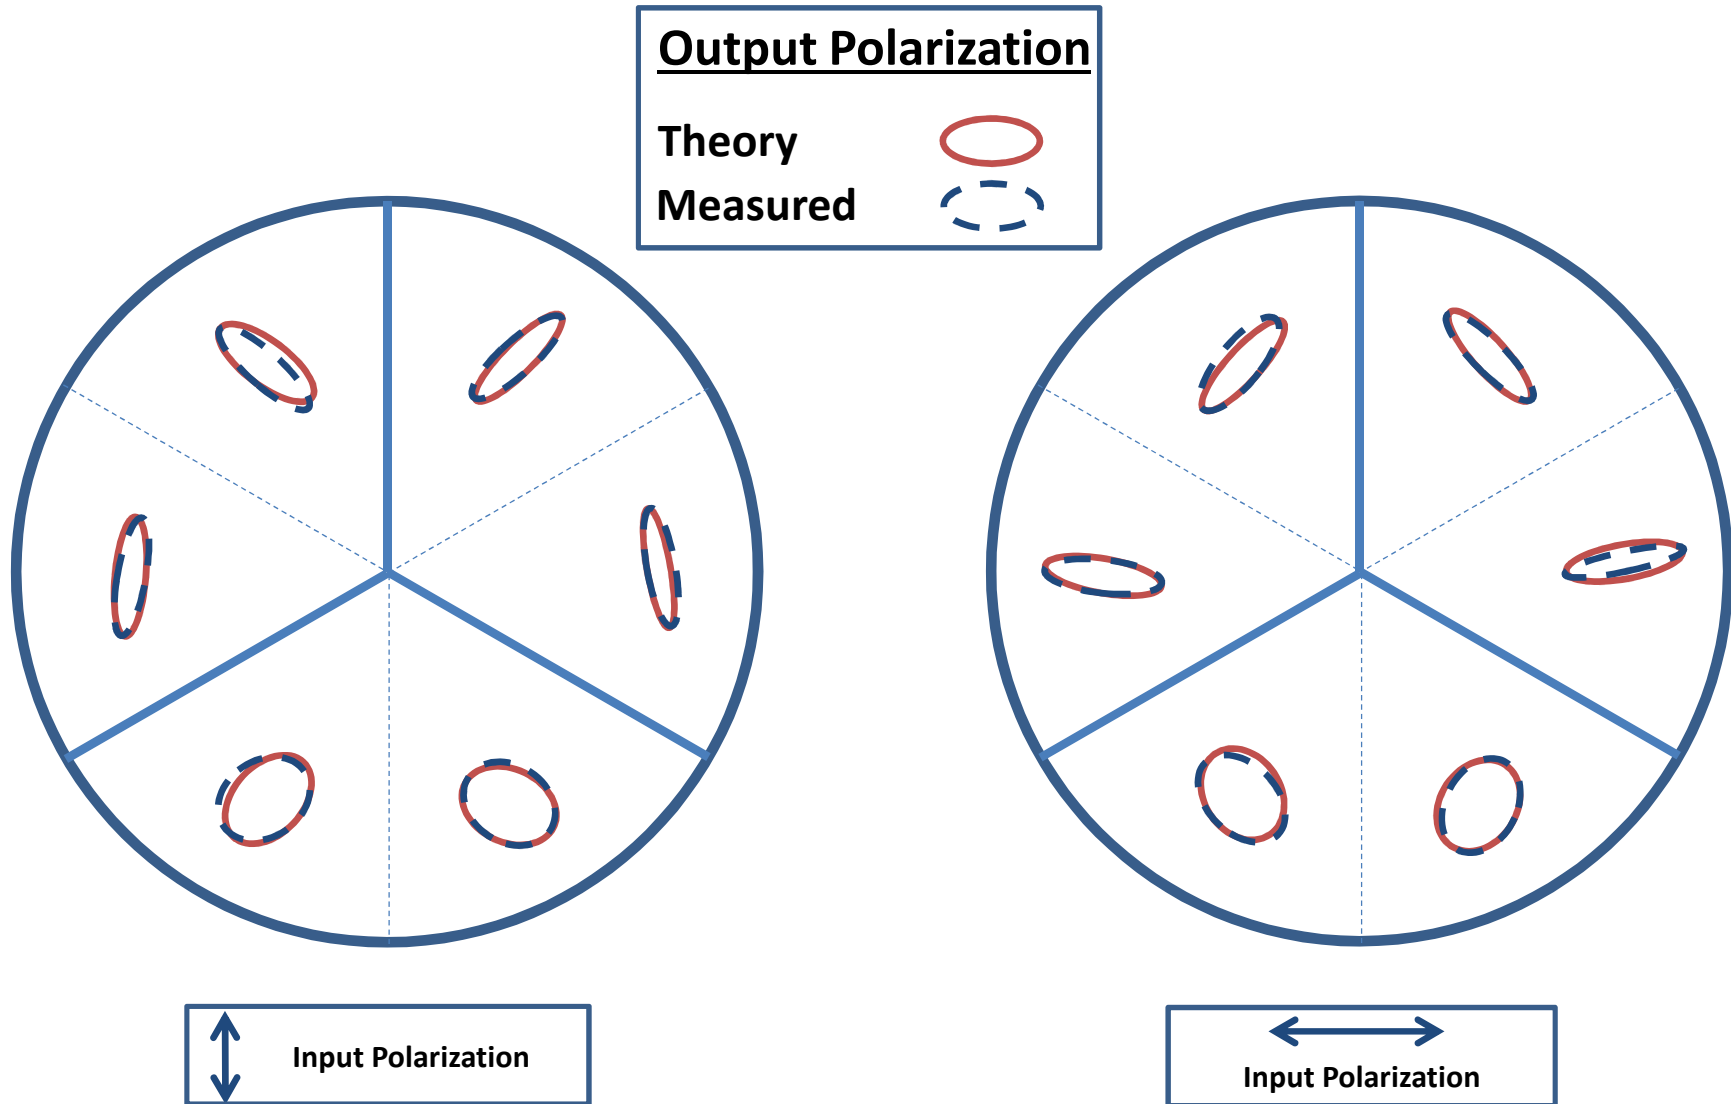 Output Polarization
Theory
Measured
Input Polarization
Input Polarization